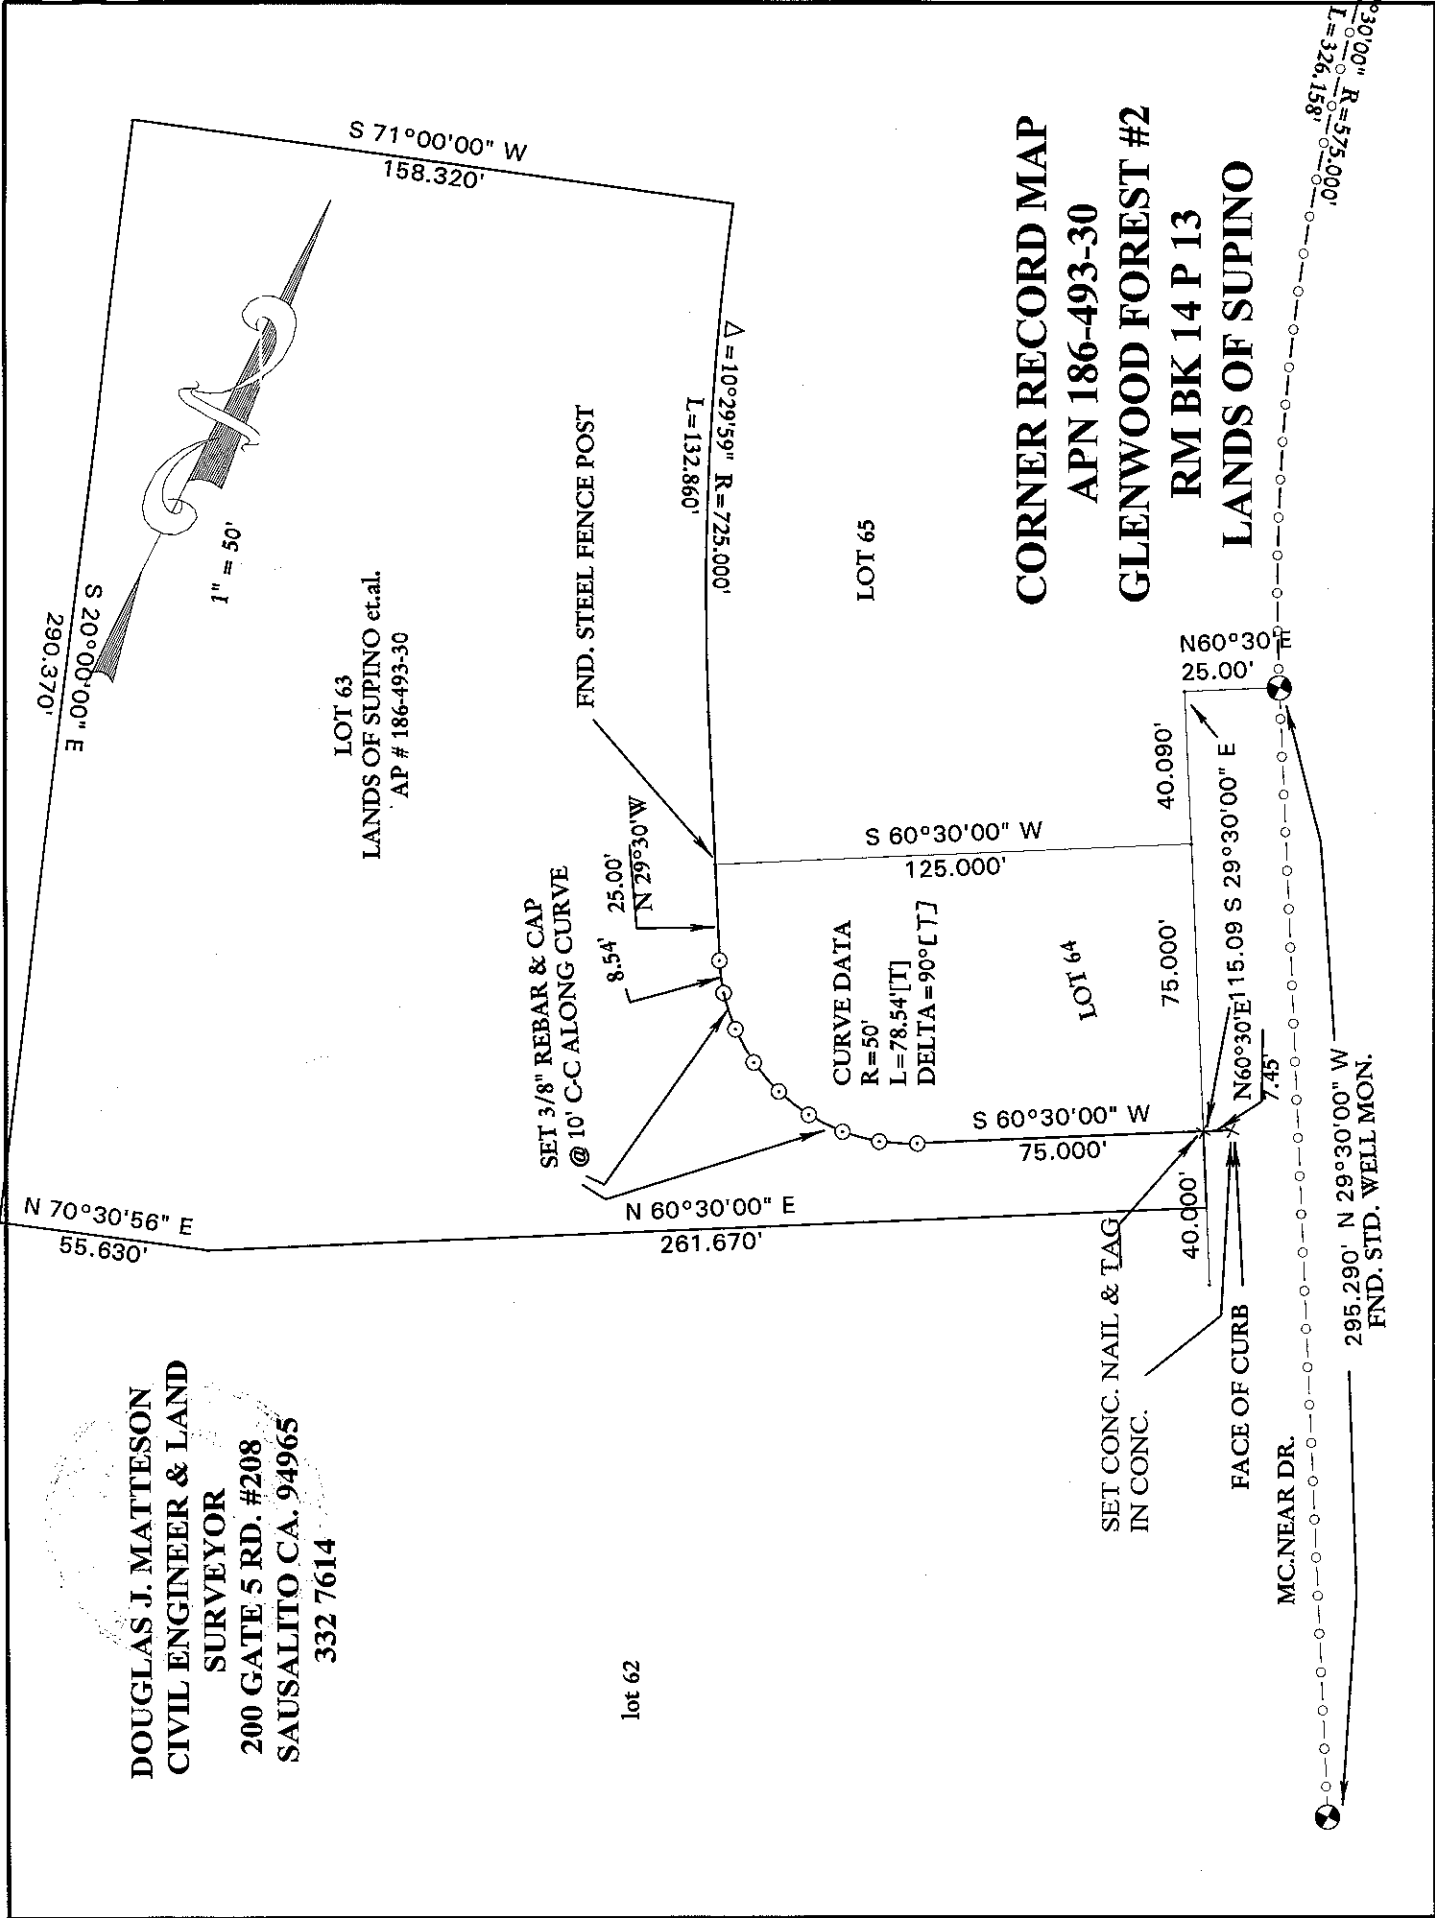 DOUGLAS J. MATTESON
CIVIL ENGINEER & LAND
SURVEYOR
200 GATE 5 RD. #208
SAUSALITO CA. 94965
332 7614
CORNER RECORD MAP
APN 186-493-30
GLENWOOD FOREST #2
RM BK 14 P 13
LANDS OF SUPINO
S 71°00'00" W
158.320'
S 20°00'00" E
290.370'
1" = 50'
LOT 63
LANDS OF SUPINO et.al.
AP # 186-493-30
Δ = 10°29'59" R=725.000'
L=132.860'
FND. STEEL FENCE POST
LOT 65
SET 3/8" REBAR & CAP
@ 10' C-C ALONG CURVE
8.54'
25.00'
N 29°30'W
S 60°30'00" W
125.000'
CURVE DATA
R=50'
L=78.54'[T]
DELTA=90°[T]
LOT 64
N60°30'E
25.00'
40.090'
75.000'
115.09 S 29°30'00" E
N60°30'E
7.45'
S 60°30'00" W
75.000'
40.000'
N 60°30'00" E
261.670'
N 70°30'56" E
55.630'
SET CONC. NAIL & TAG
IN CONC.
FACE OF CURB
MC.NEAR DR.
295.290' N 29°30'00" W
FND. STD. WELL MON.
lot 62
°30'00" R=575.000'
L=326.158'